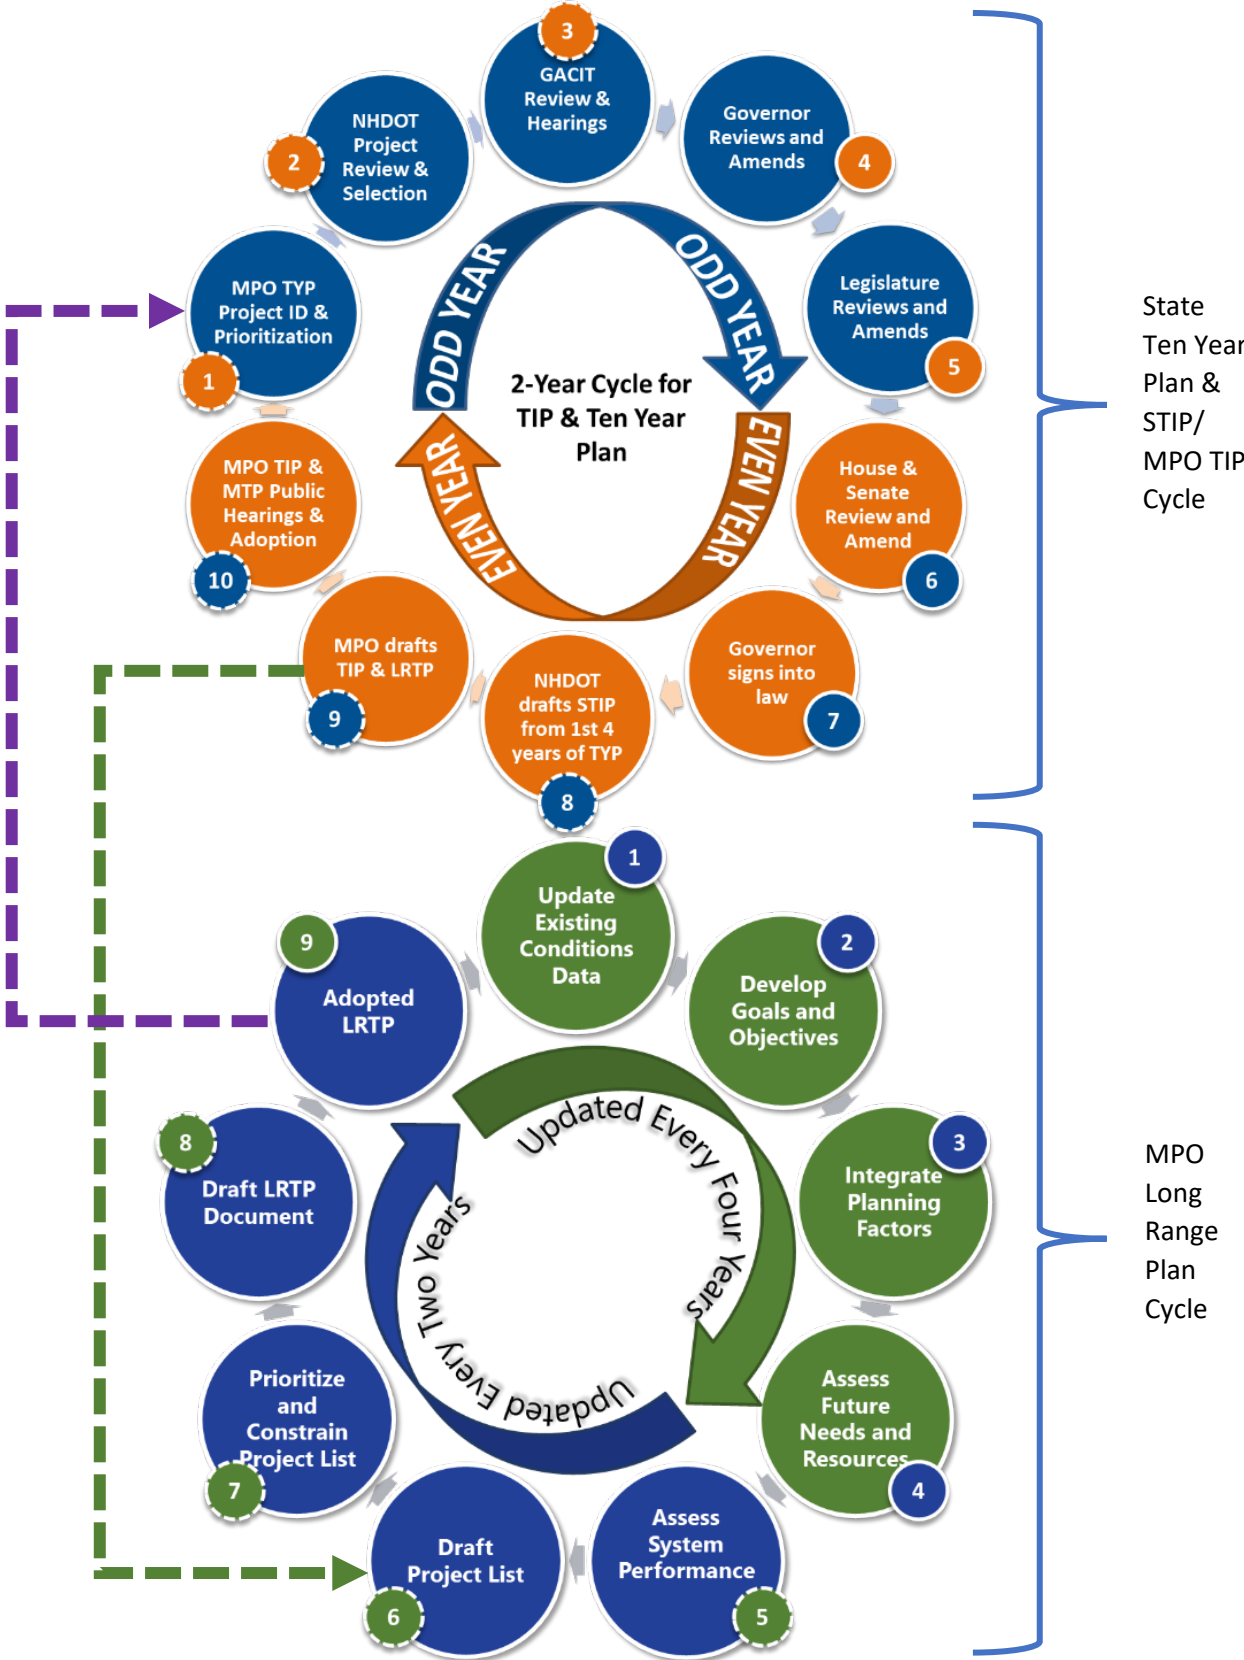 3
GACIT
Review &
Hearings
NHDOT
Project
Review &
Selection
2
Governor
Reviews and
Amends
4
MPO TYP
Project ID &
Prioritization
1
Legislature
Reviews and
Amends
5
ODD YEAR
ODD YEAR
2-Year Cycle for
TIP & Ten Year
Plan
EVEN YEAR
EVEN YEAR
MPO TIP &
MTP Public
Hearings &
Adoption
10
House &
Senate
Review and
Amend
6
MPO drafts
TIP & LRTP
9
NHDOT
drafts STIP
from 1st 4
years of TYP
8
Governor
signs into
law
7
State
Ten Year
Plan &
STIP/
MPO TIP
Cycle
1
Update
Existing
Conditions
Data
2
Develop
Goals and
Objectives
3
Integrate
Planning
Factors
Assess
Future
Needs and
Resources
4
Assess
System
Performance
5
Draft
Project List
6
Prioritize
and
Constrain
Project List
7
8
Draft LRTP
Document
9
Adopted
LRTP
Updated Every Four Years
Updated Every Two Years
MPO
Long
Range
Plan
Cycle